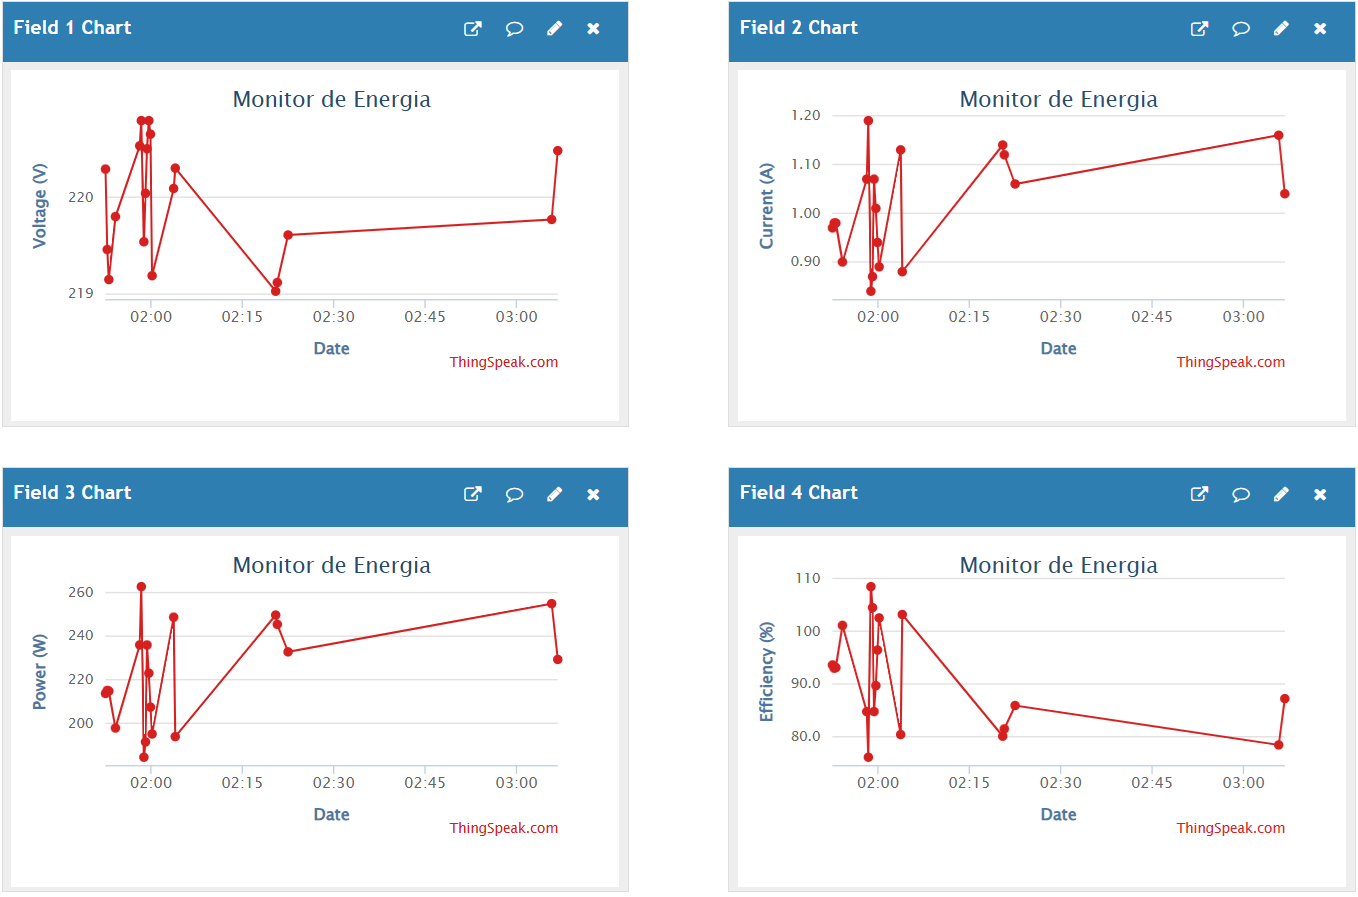 Field 1 Chart
Monitor de Energia
Voltage (V)
220
219
02:00 02:15 02:30 02:45 03:00
Date
ThingSpeak.com
Field 2 Chart
Monitor de Energia
Current (A)
1.20
1.10
1.00
0.90
02:00 02:15 02:30 02:45 03:00
Date
ThingSpeak.com
Field 3 Chart
Monitor de Energia
Power (W)
260
240
220
200
02:00 02:15 02:30 02:45 03:00
Date
ThingSpeak.com
Field 4 Chart
Monitor de Energia
Efficiency (%)
110
100
90.0
80.0
02:00 02:15 02:30 02:45 03:00
Date
ThingSpeak.com